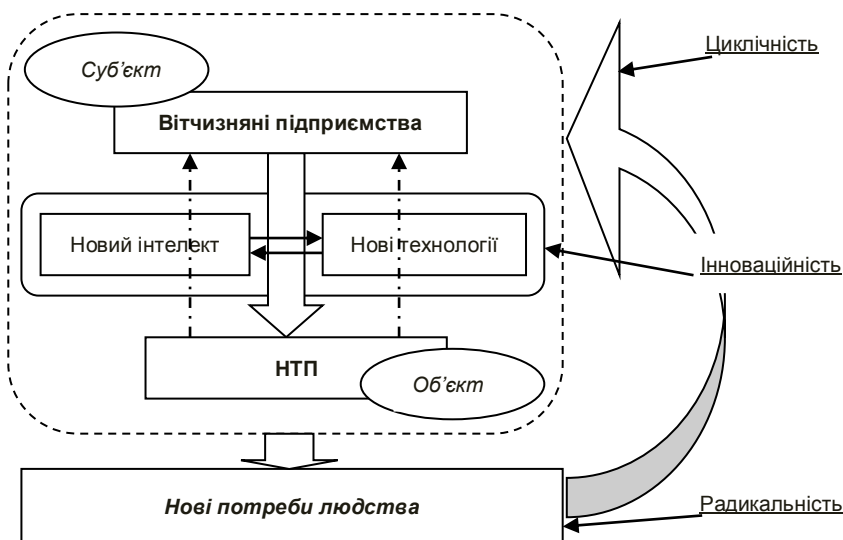 Циклічність
Суб’єкт
Вітчизняні підприємства
Новий інтелект
Нові технології
Інноваційність
НТП
Об’єкт
Нові потреби людства
Радикальність